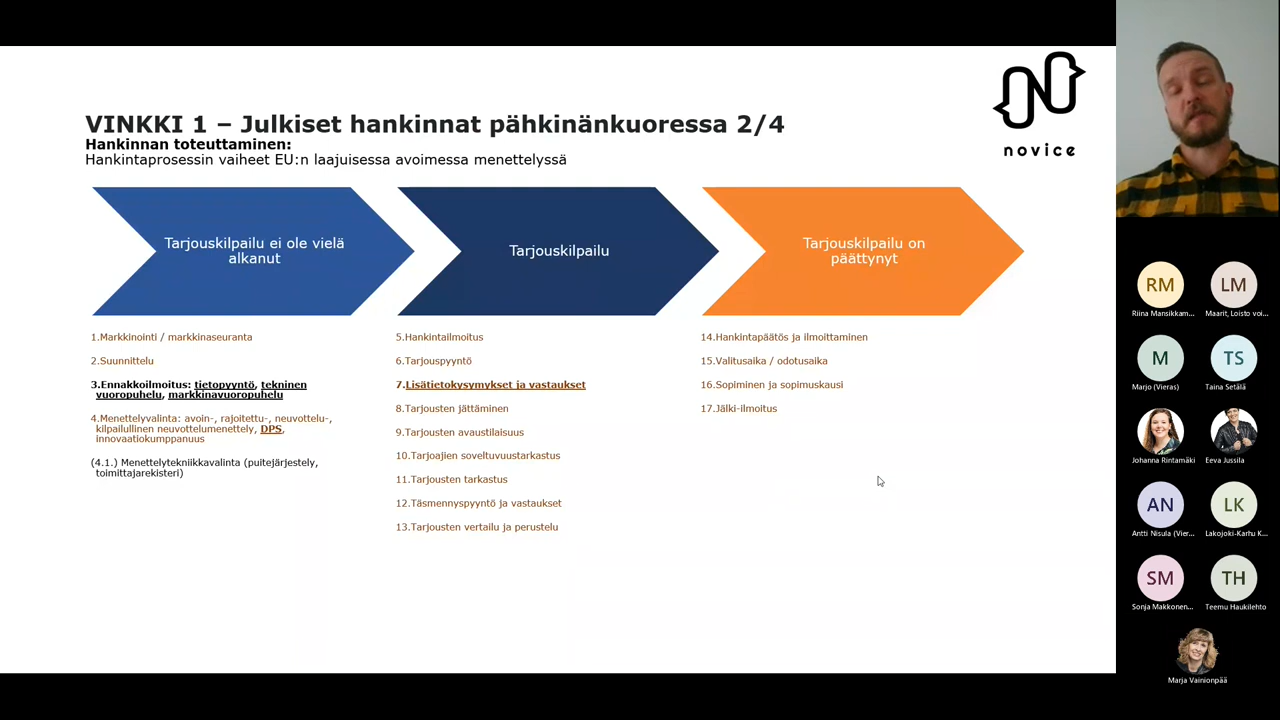 VINKKI 1 – Julkiset hankinnat pähkinänkuoressa 2/4
Hankinnan toteuttaminen:
Hankintaprosessin vaiheet EU:n laajuisessa avoimessa menettelyssä
novice
Tarjouskilpailu ei ole vielä
alkanut
Tarjouskilpailu
Tarjouskilpailu on
päättynyt
1.Markkinointi / markkinaseuranta
2.Suunnittelu
3.Ennakkoilmoitus: tietopyyntö, tekninen
vuoropuhelu, markkinavuoropuhelu
4.Menettelyvalinta: avoin-, rajoitettu-, neuvottelu-,
kilpailullinen neuvottelumenettely, DPS,
innovaatiokumppanuus
(4.1.) Menettelytekniikkavalinta (puitejärjestely,
toimittajarekisteri)
5.Hankintailmoitus
6.Tarjouspyyntö
7.Lisätietokysymykset ja vastaukset
8.Tarjousten jättäminen
9.Tarjousten avaustilaisuus
10.Tarjoajien soveltuvuustarkastus
11.Tarjousten tarkastus
12.Täsmennyspyyntö ja vastaukset
13.Tarjousten vertailu ja perustelu
14.Hankintapäätös ja ilmoittaminen
15.Valitusaika / odotusaika
16.Sopiminen ja sopimuskausi
17.Jälki-ilmoitus
RM
LM
Riina Mansikkam...
Maarit, Loisto voi...
M
TS
Marjo (Vieras)
Taina Setälä
Johanna Rintamäki
Eeva Jussila
AN
LK
Antti Nisula (Vier...
Lakojoki-Karhu K...
SM
TH
Sonja Makkonen...
Teemu Haukilehto
Marja Vainionpää